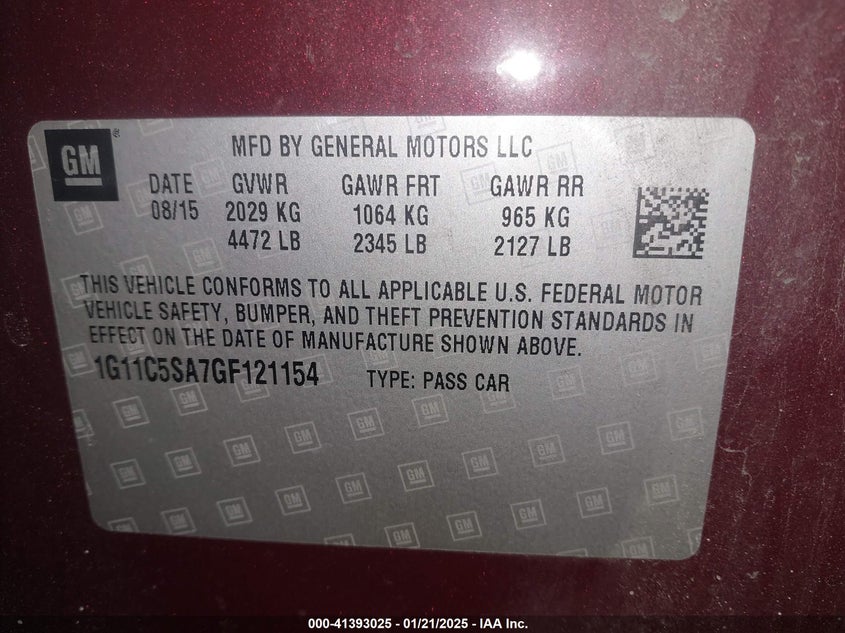 GM ®
MFD BY GENERAL MOTORS LLC
DATE GVWR GAWR FRT GAWR RR
08/15 2029 KG 1064 KG 965 KG
4472 LB 2345 LB 2127 LB
THIS VEHICLE CONFORMS TO ALL APPLICABLE U.S. FEDERAL MOTOR
VEHICLE SAFETY, BUMPER, AND THEFT PREVENTION STANDARDS IN
EFFECT ON THE DATE OF MANUFACTURE SHOWN ABOVE.
1G11C5SA7GF121154 TYPE: PASS CAR
000-41393025 - 01/21/2025 - IAA Inc.